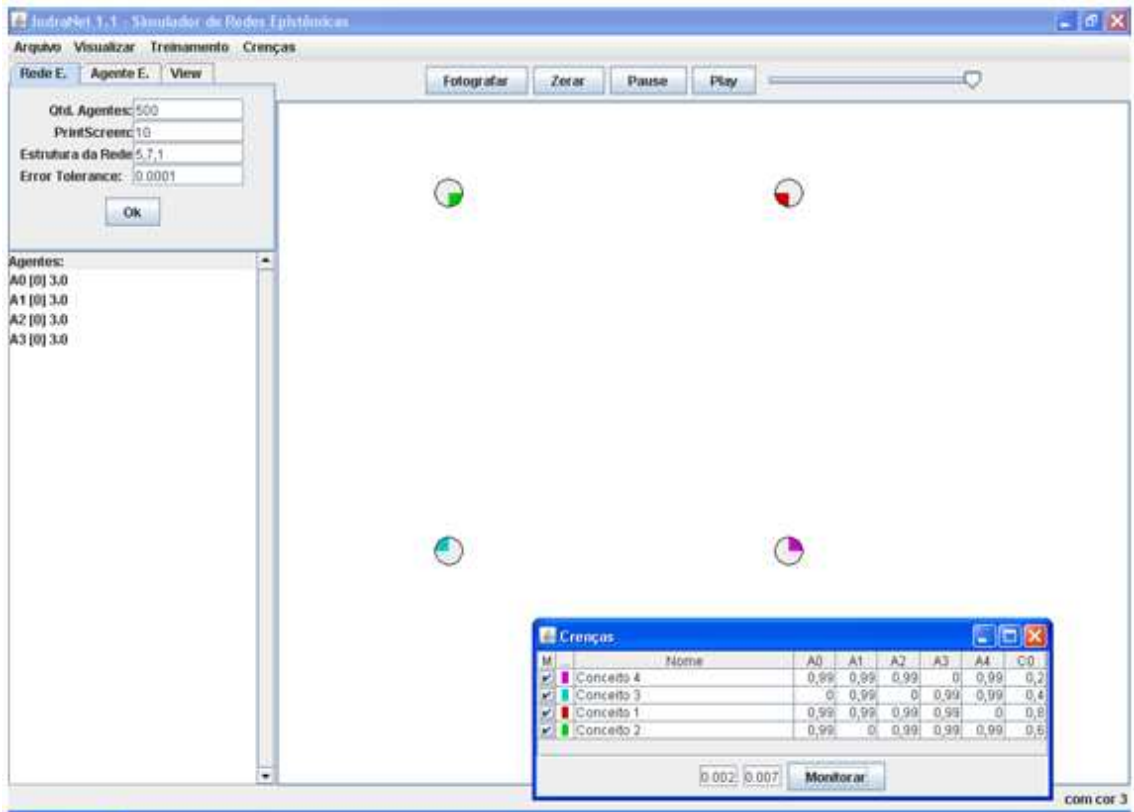 IndraNet 1.1 - Simulador de Redes Epistêmicas
Arquivo Visualizar Treinamento Crenças
Rede E. Agente E. View
Fotografar Zerar Pause Play
Qtd. Agentes: 500
PrintScreen: 10
Estrutura da Rede 5,7,1
Error Tolerance: 0.0001
Ok
Agentes:
A0 [0] 3.0
A1 [0] 3.0
A2 [0] 3.0
A3 [0] 3.0
Crenças
M ... Nome A0 A1 A2 A3 A4 C0
Conceito 4 0,99 0,99 0,99 0 0,99 0,2
Conceito 3 0 0,99 0 0,99 0,99 0,4
Conceito 1 0,99 0,99 0,99 0,99 0 0,8
Conceito 2 0,99 0 0,99 0,99 0,99 0,6
0.002 0.007 Monitorar
com cor 3